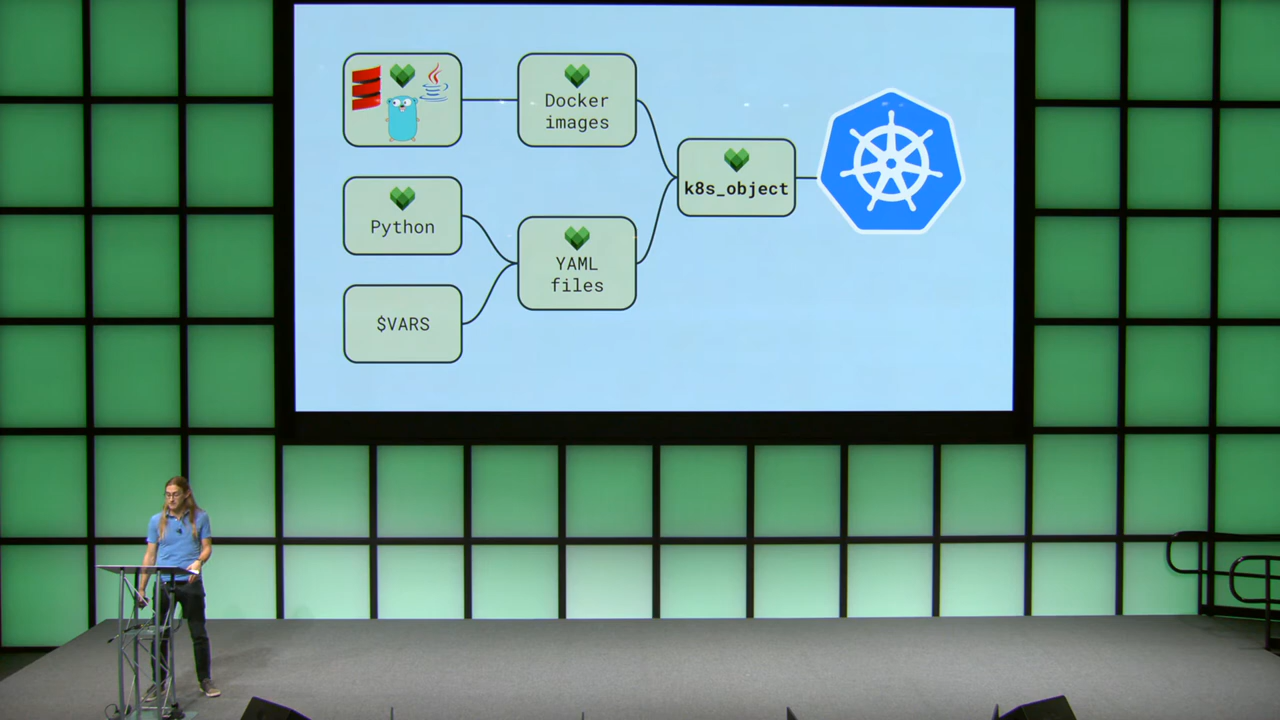 Docker
images
k8s_object
Python
YAML
files
$VARS